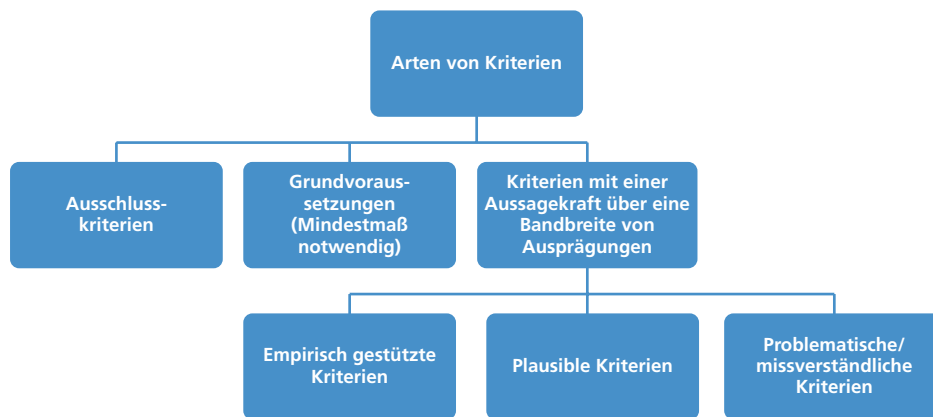 Arten von Kriterien
Ausschluss-
kriterien
Grundvoraus-
setzungen
(Mindestmaß
notwendig)
Kriterien mit einer
Aussagekraft über eine
Bandbreite von
Ausprägungen
Empirisch gestützte
Kriterien
Plausible Kriterien
Problematische/
missverständliche
Kriterien